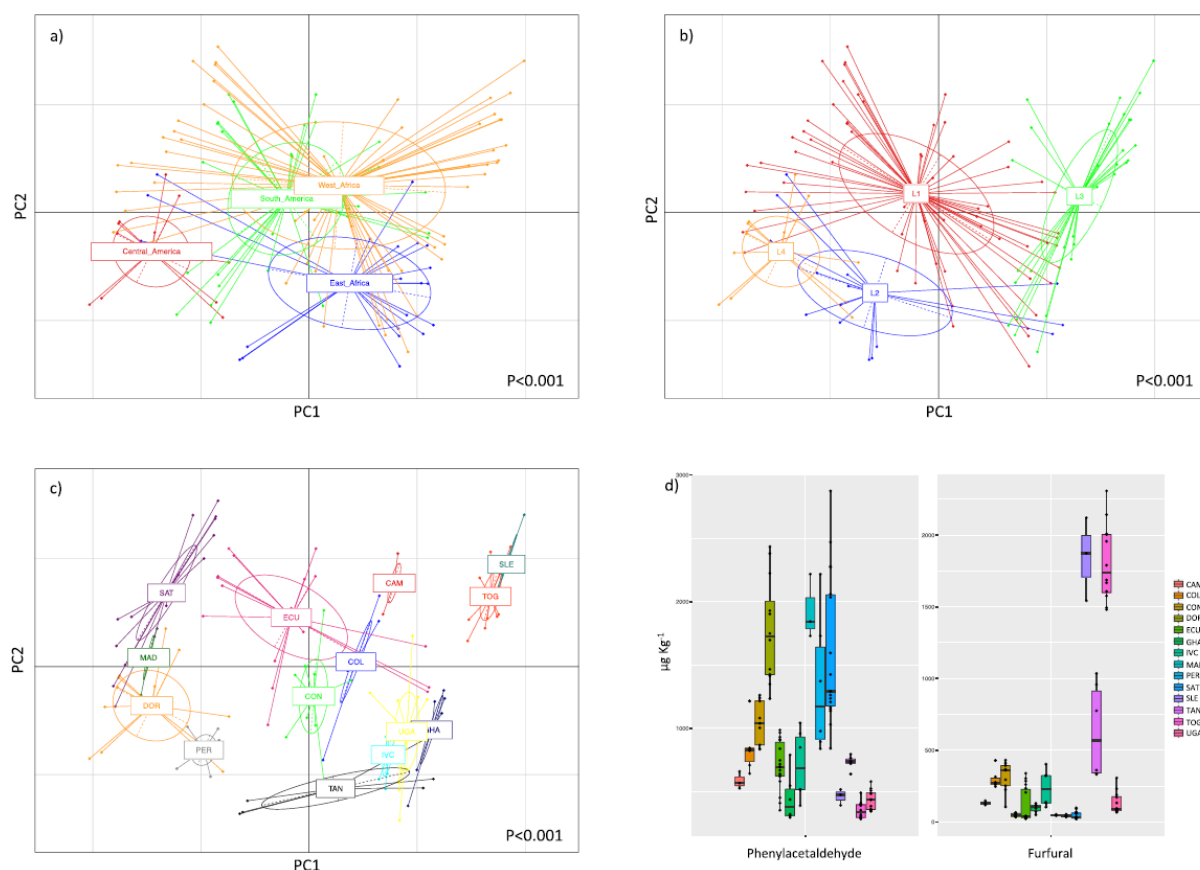 a)
PC2
West_Africa
South_America
Central_America
East_Africa
P<0.001
PC1
b)
PC2
L1
L3
L4
L2
P<0.001
PC1
c)
PC2
SLE
CAM
TOG
SAT
ECU
MAD
COL
CON
DOR
UGA
GHA
PER
IVC
TAN
P<0.001
PC1
d)
3000
2000
1000
µg Kg⁻¹
Phenylacetaldehyde
2000
1500
1000
500
0
Furfural
CAM
COL
CON
DOR
ECU
GHA
IVC
MAD
PER
SAT
SLE
TAN
TOG
UGA